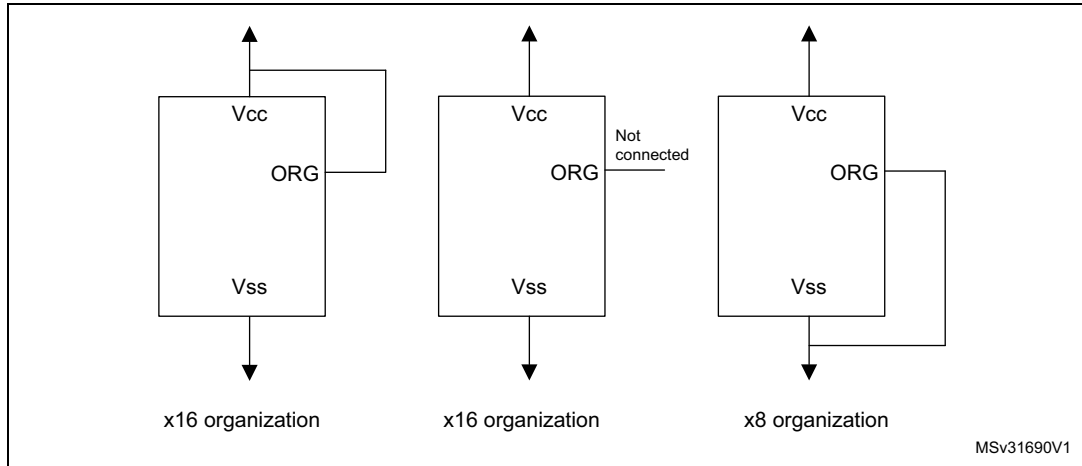 Vcc
ORG
Vss
x16 organization
Vcc
Not
connected
ORG
Vss
x16 organization
Vcc
ORG
Vss
x8 organization
MSv31690V1